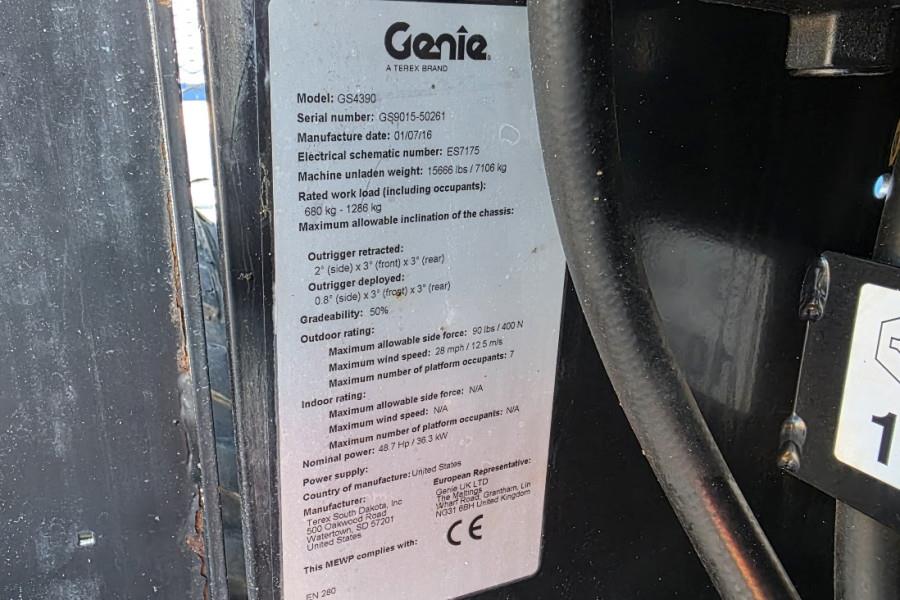 Genie
A TEREX BRAND
Model: GS4390
Serial number: GS9015-50261
Manufacture date: 01/07/16
Electrical schematic number: ES7175
Machine unladen weight: 15666 lbs / 7106 kg
Rated work load (including occupants):
680 kg - 1286 kg
Maximum allowable inclination of the chassis:
Outrigger retracted:
2° (side) x 3° (front) x 3° (rear)
Outrigger deployed:
0.8° (side) x 3° (front) x 3° (rear)
Gradeability: 50%
Outdoor rating:
Maximum allowable side force: 90 lbs / 400 N
Maximum wind speed: 28 mph / 12.5 m/s
Maximum number of platform occupants: 7
Indoor rating:
Maximum allowable side force: N/A
Maximum wind speed: N/A
Maximum number of platform occupants: N/A
Nominal power: 48.7 Hp / 36.3 kW
Power supply:
Country of manufacture: United States
Manufacturer:
Terex South Dakota, Inc
500 Oakwood Road
Watertown, SD 57201
United States
European Representative:
Genie UK LTD
The Maltings
Wharf Road, Grantham, Lin
NG31 6BH United Kingdom
CE
This MEWP complies with:
EN 280
1